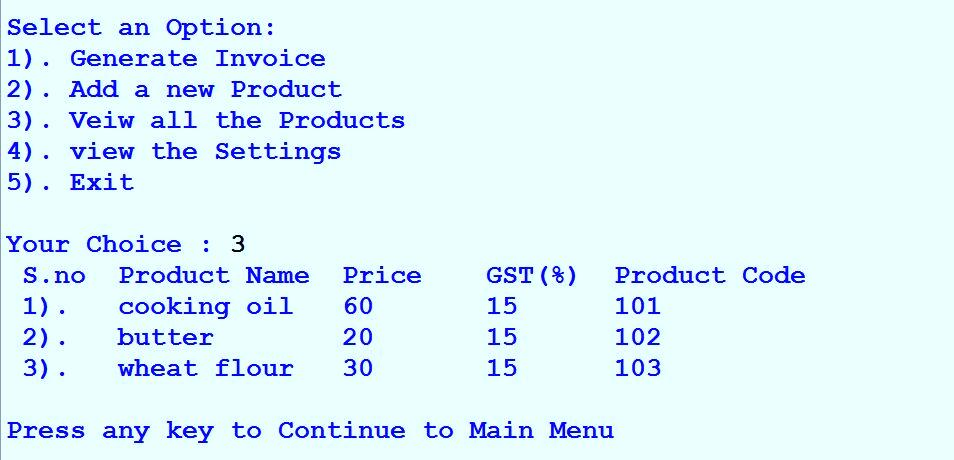 Select an Option:
1). Generate Invoice
2). Add a new Product
3). Veiw all the Products
4). view the Settings
5). Exit
Your Choice : 3
S.no Product Name Price GST(%) Product Code
1). cooking oil 60 15 101
2). butter 20 15 102
3). wheat flour 30 15 103
Press any key to Continue to Main Menu